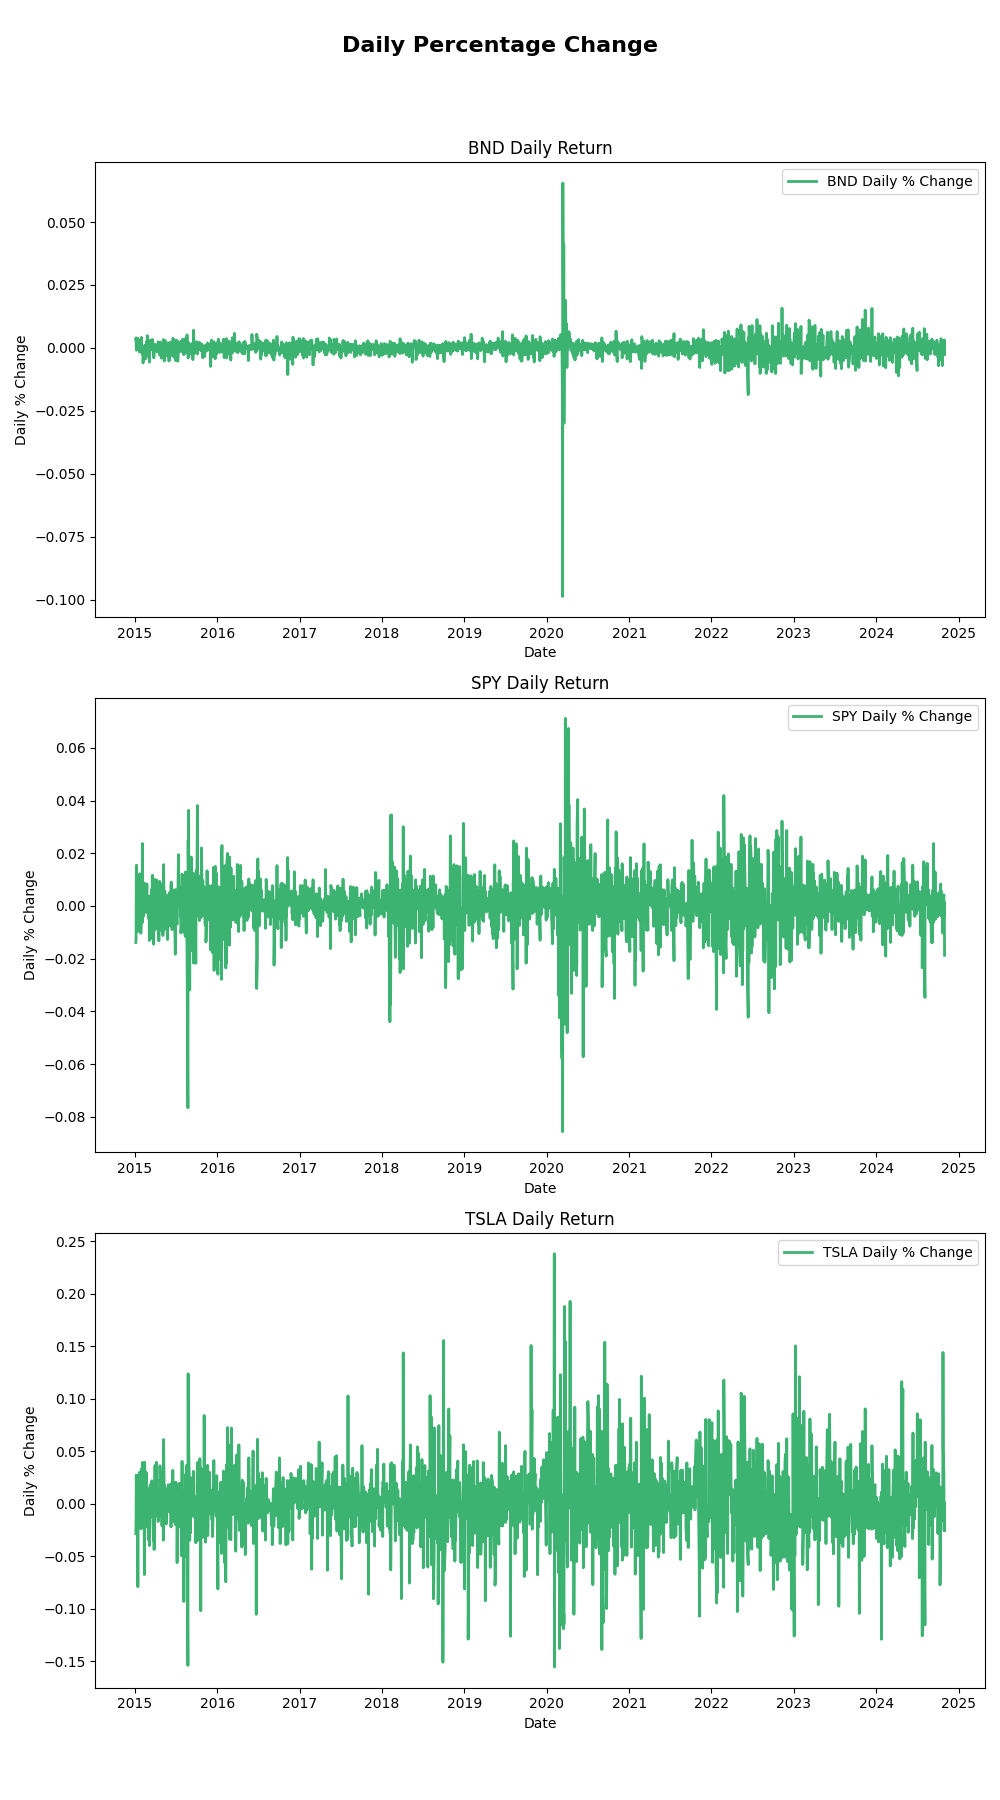 Daily Percentage Change
BND Daily Return
BND Daily % Change
0.050
0.025
0.000
−0.025
−0.050
−0.075
−0.100
Daily % Change
2015 2016 2017 2018 2019 2020 2021 2022 2023 2024 2025
Date
SPY Daily Return
SPY Daily % Change
0.06
0.04
0.02
0.00
−0.02
−0.04
−0.06
−0.08
Daily % Change
2015 2016 2017 2018 2019 2020 2021 2022 2023 2024 2025
Date
TSLA Daily Return
TSLA Daily % Change
0.25
0.20
0.15
0.10
0.05
0.00
−0.05
−0.10
−0.15
Daily % Change
2015 2016 2017 2018 2019 2020 2021 2022 2023 2024 2025
Date